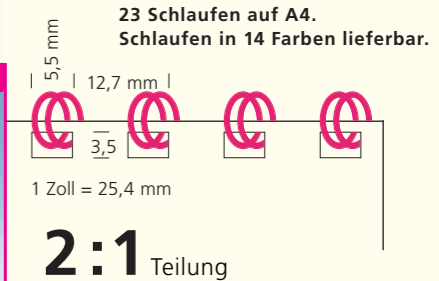 23 Schlaufen auf A4.
Schlaufen in 14 Farben lieferbar.
5,5 mm
12,7 mm
3,5
1 Zoll = 25,4 mm
2:1 Teilung